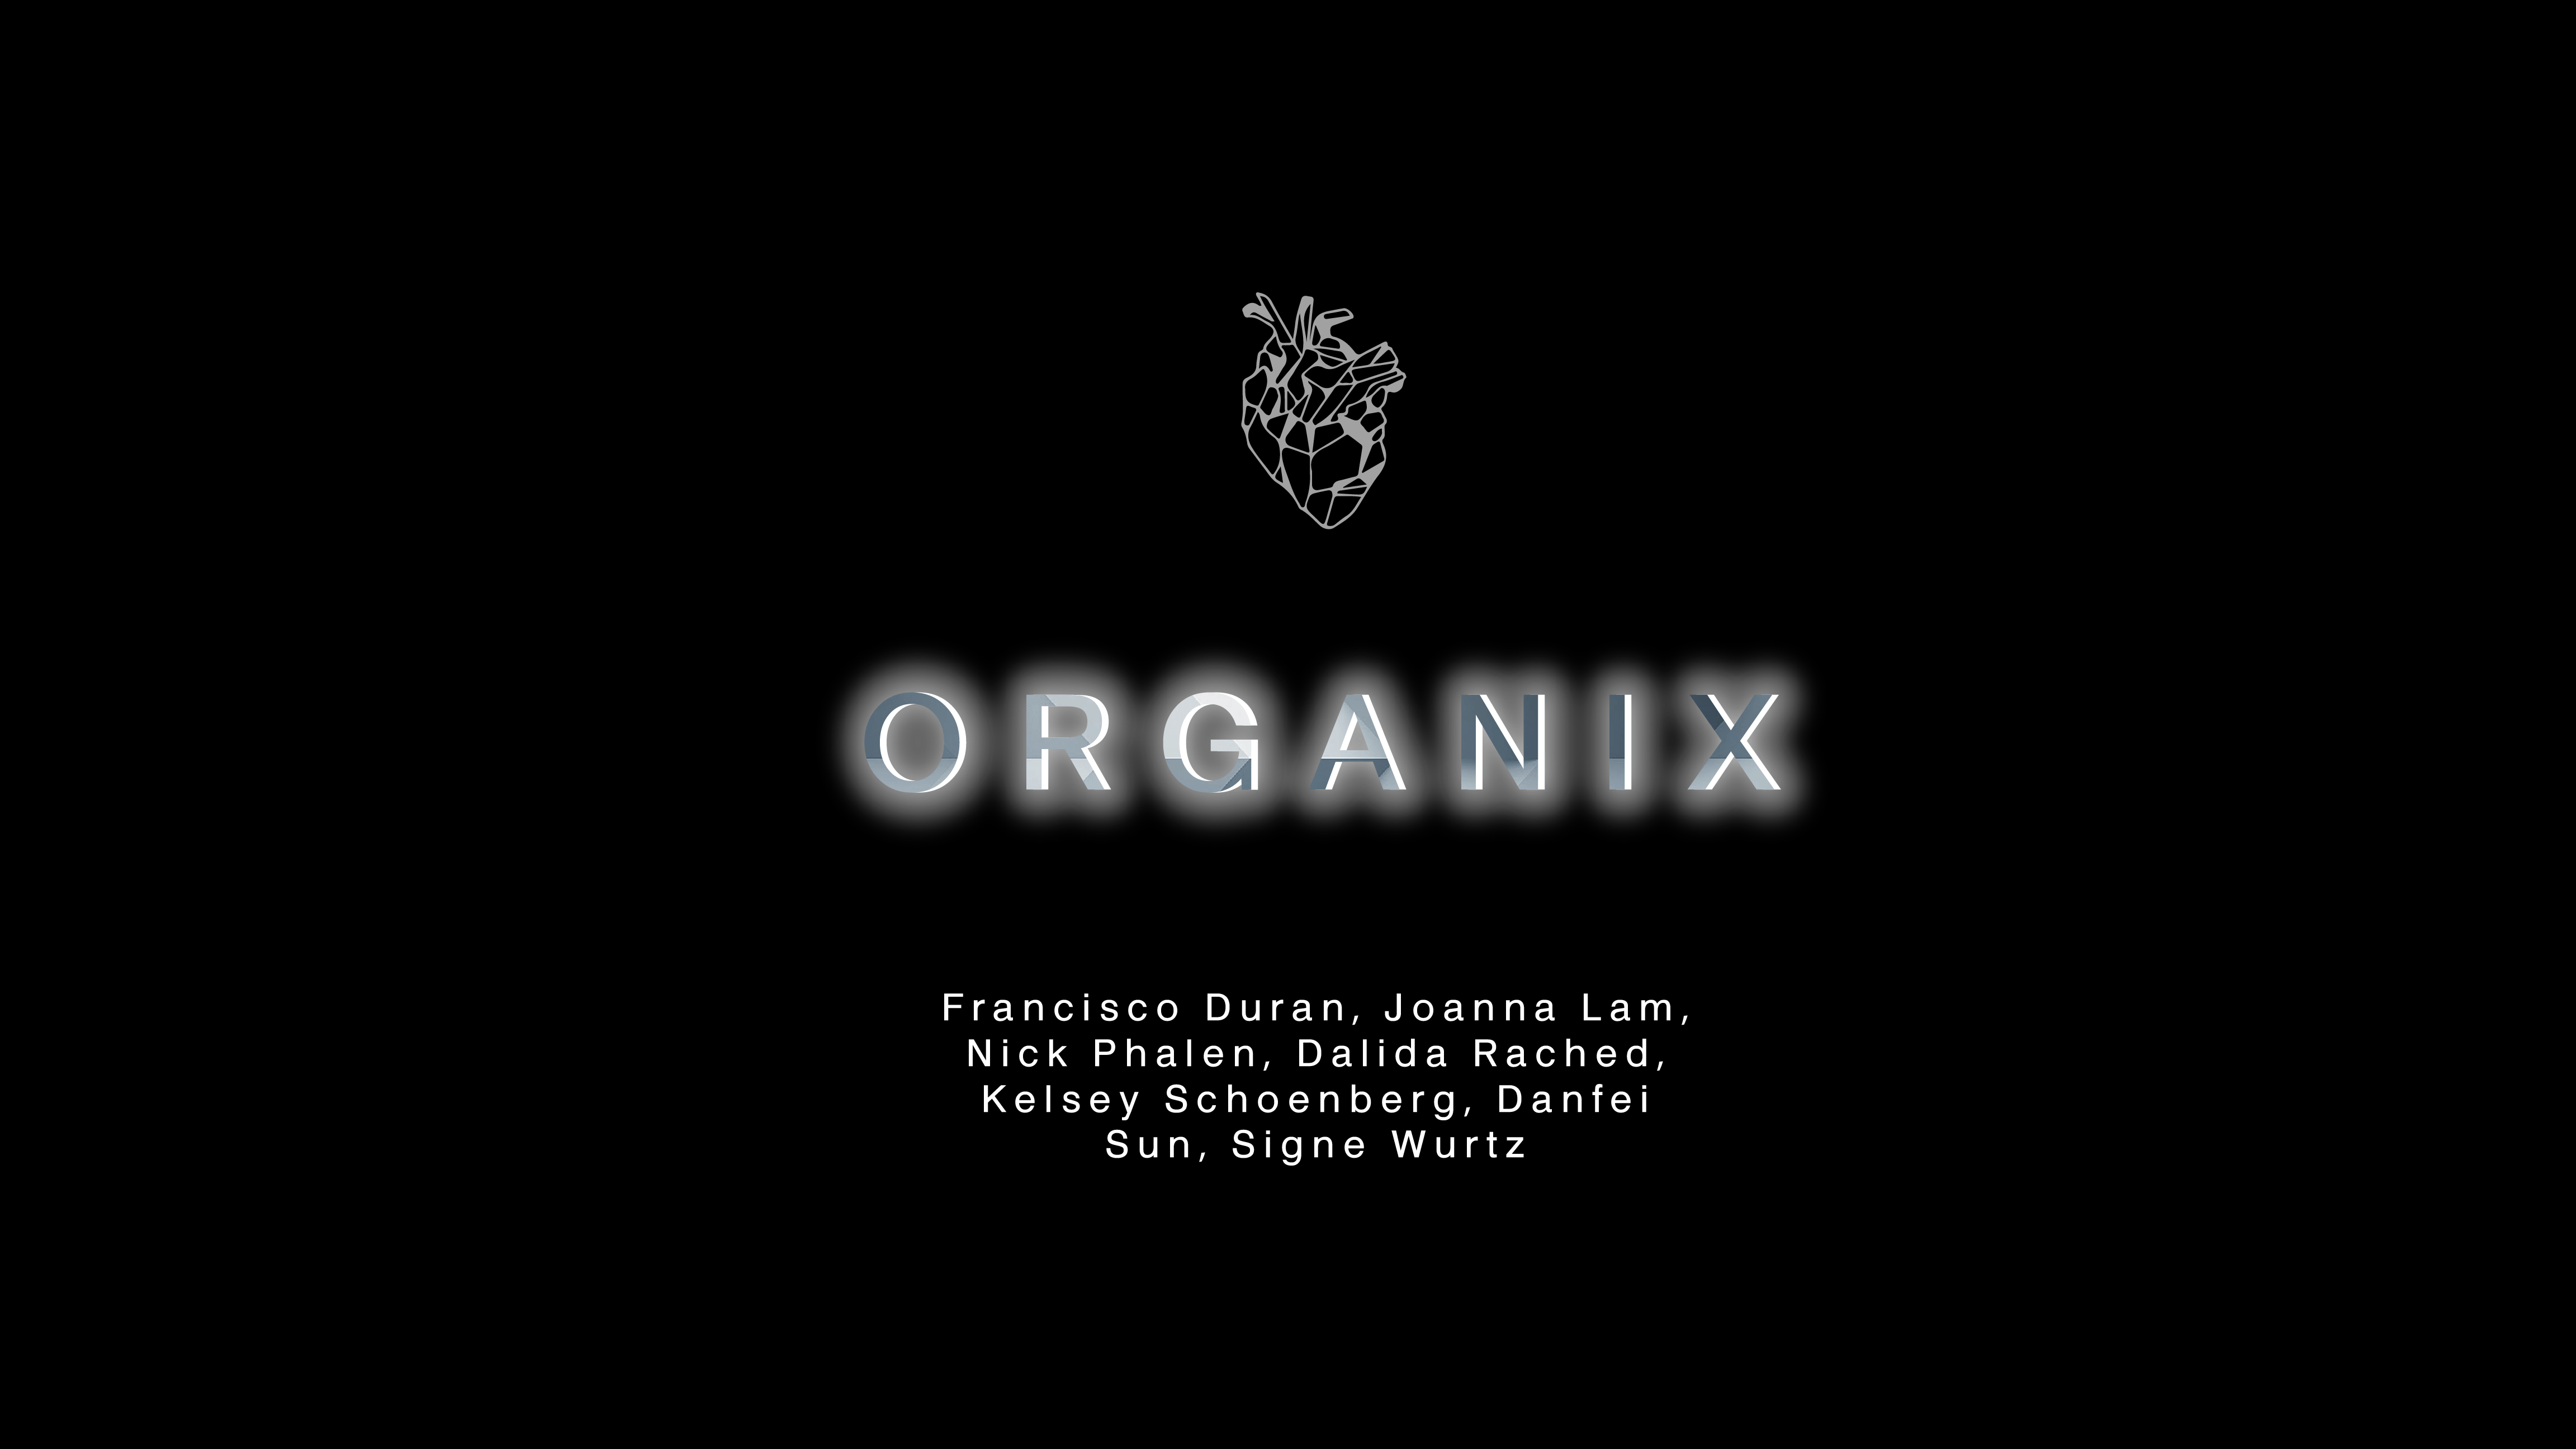 ORGANIX
Francisco Duran, Joanna Lam,
Nick Phalen, Dalida Rached,
Kelsey Schoenberg, Danfei
Sun, Signe Wurtz